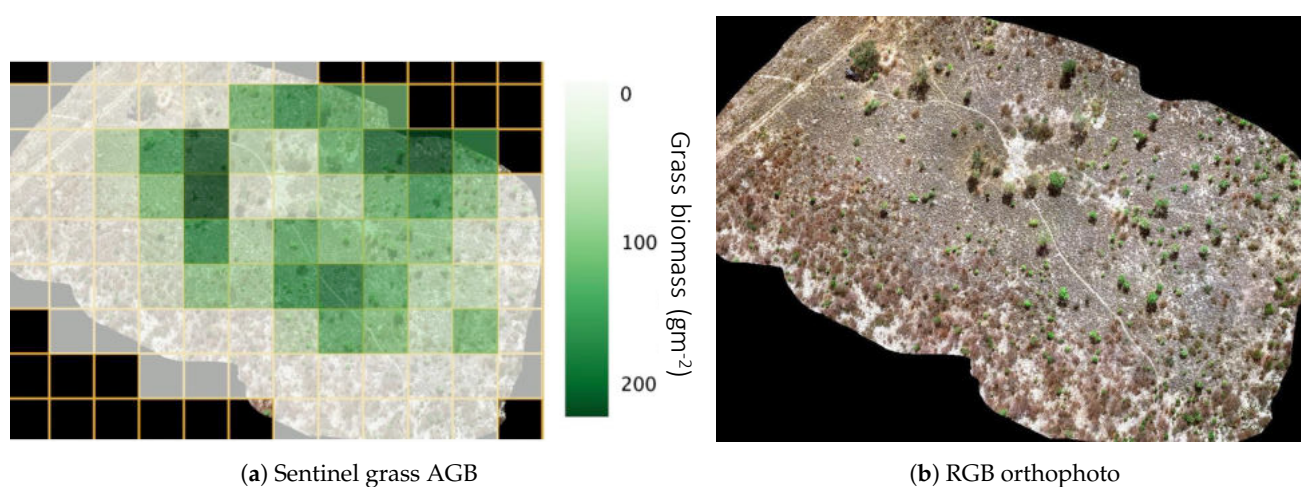 0
100
200
Grass biomass (gm⁻²)
(a) Sentinel grass AGB
(b) RGB orthophoto